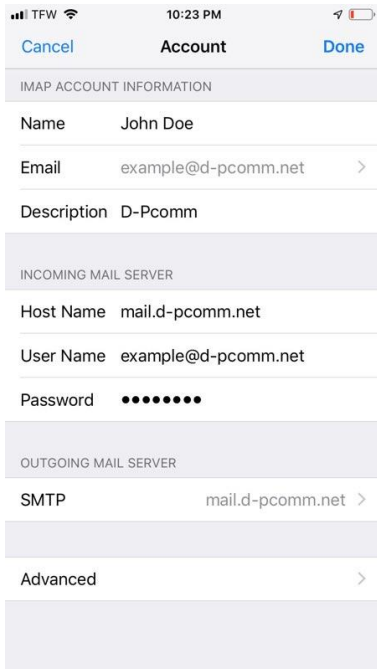 TFW 10:23 PM
Cancel Account Done
IMAP ACCOUNT INFORMATION
Name John Doe
Email example@d-pcomm.net
Description D-Pcomm
INCOMING MAIL SERVER
Host Name mail.d-pcomm.net
User Name example@d-pcomm.net
Password ●●●●●●●●
OUTGOING MAIL SERVER
SMTP mail.d-pcomm.net
Advanced